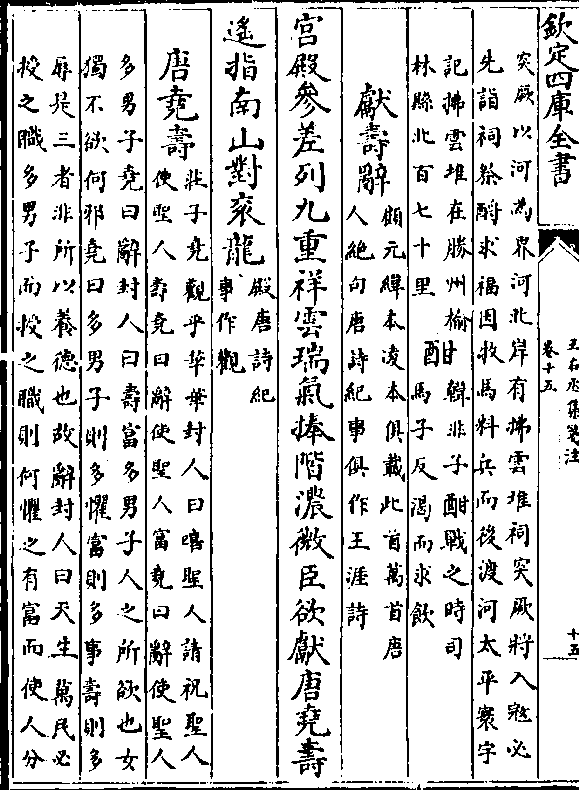 欽定四庫全書
王右丞集箋注
卷十五
十五
突厥以河為界河北岸有拂雲堆祠突厥將入寇必
先詣祠祭酹求福因牧馬料兵而後渡河太平寰宇
記拂雲堆在勝州榆
林縣北百七十里
酣
韓非子酣戰之時司
馬子反渴而求飲
獻壽辭
顧元緯本凌本俱載此首萬首唐
人絶句唐詩紀事俱作王涯詩
宮殿參差列九重祥雲瑞氣捧階濃微臣欲獻唐堯壽
遙指南山對衮龍
殿唐詩紀
事作觀
唐堯壽
莊子堯觀乎華華封人曰嘻聖人請祝聖人
使聖人壽堯曰辭使聖人富堯曰辭使聖人
多男子堯曰辭封人曰壽富多男子人之所欲也女
獨不欲何邪堯曰多男子則多懼富則多事壽則多
辱是三者非所以養德也故辭封人曰天生萬民必
授之職多男子而授之職則何懼之有富而使人分